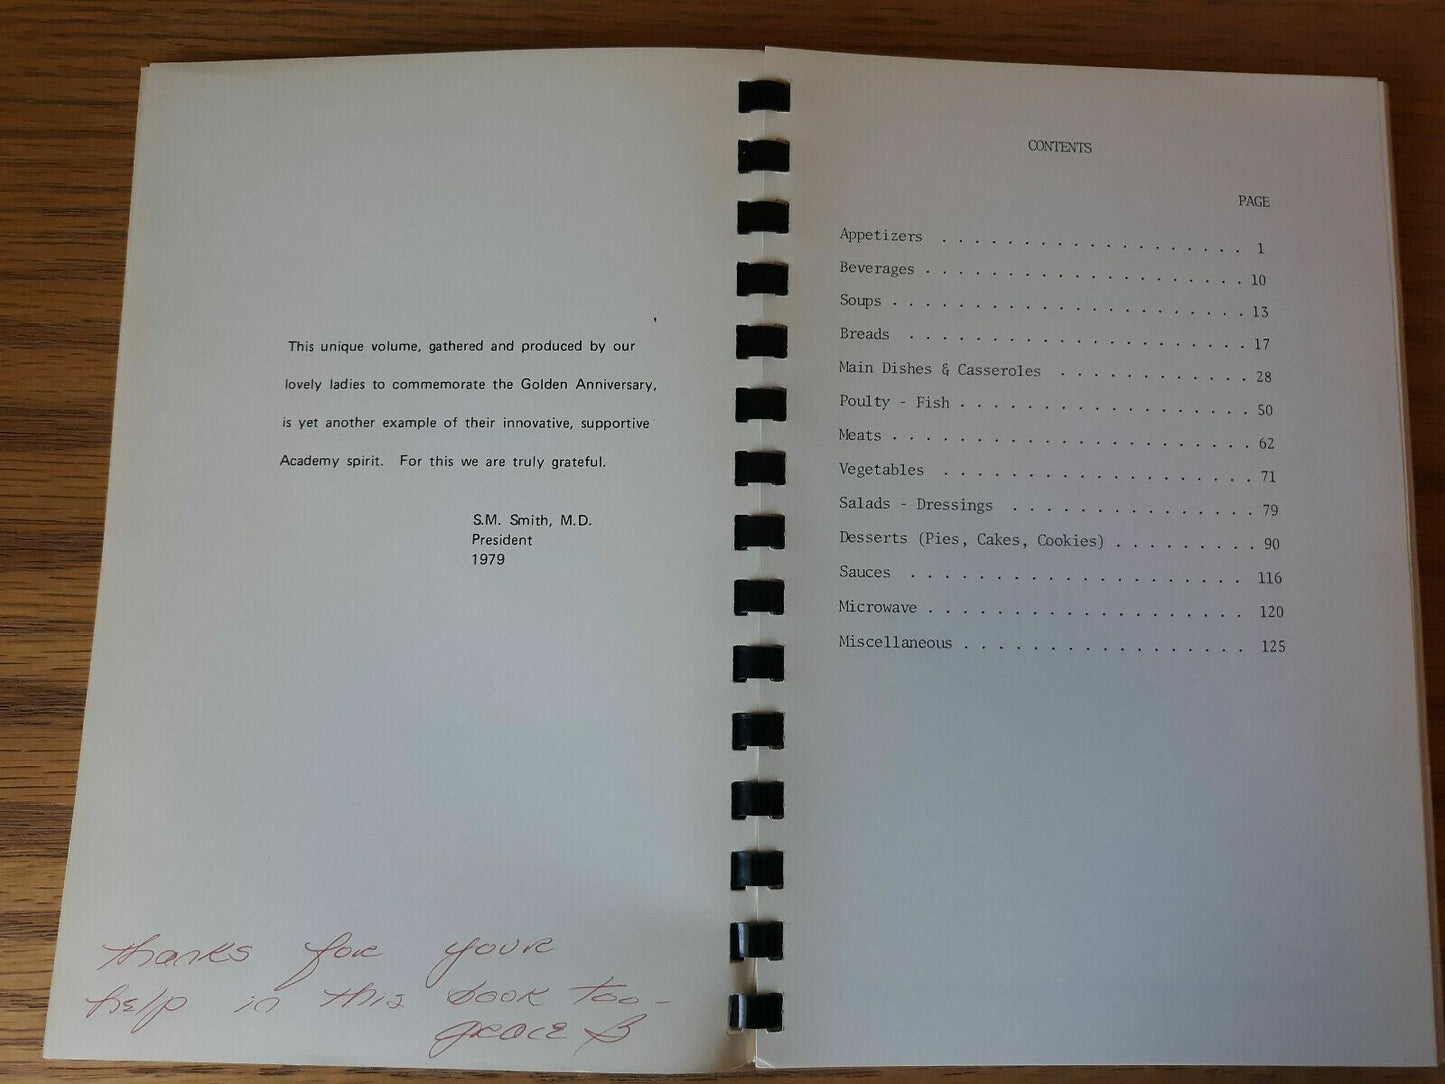 This unique volume, gathered and produced by our
lovely ladies to commemorate the Golden Anniversary,
is yet another example of their innovative, supportive
Academy spirit. For this we are truly grateful.
S.M. Smith, M.D.
President
1979
thanks for your
help in this book too-
Grace B
CONTENTS
PAGE
Appetizers . . . . . . . . . . . . . . . . . . . 1
Beverages . . . . . . . . . . . . . . . . . . . . 10
Soups . . . . . . . . . . . . . . . . . . . . . . 13
Breads . . . . . . . . . . . . . . . . . . . . . 17
Main Dishes & Casseroles . . . . . . . . . . . . 28
Poulty - Fish . . . . . . . . . . . . . . . . . . 50
Meats . . . . . . . . . . . . . . . . . . . . . . 62
Vegetables . . . . . . . . . . . . . . . . . . . 71
Salads - Dressings . . . . . . . . . . . . . . . 79
Desserts (Pies, Cakes, Cookies) . . . . . . . . . 90
Sauces . . . . . . . . . . . . . . . . . . . . . 116
Microwave . . . . . . . . . . . . . . . . . . . . 120
Miscellaneous . . . . . . . . . . . . . . . . . . 125